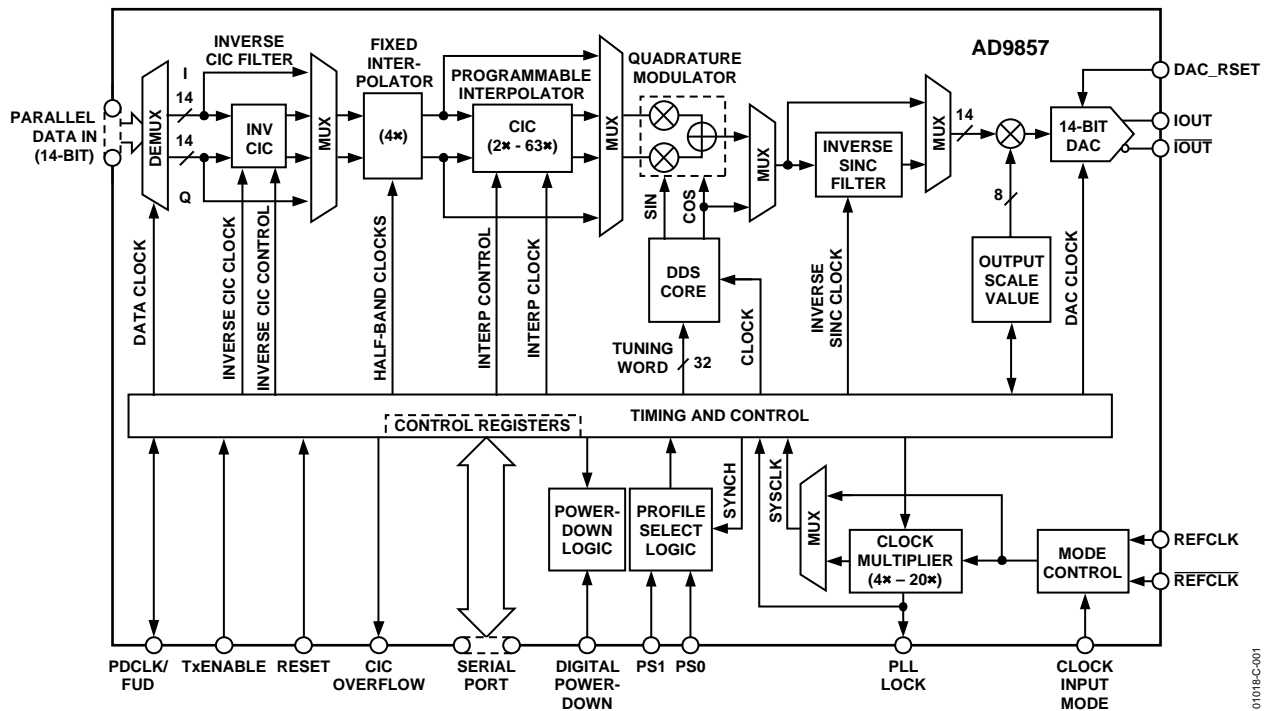 AD9857
INVERSE
CIC FILTER
FIXED
INTER-
POLATOR
PROGRAMMABLE
INTERPOLATOR
QUADRATURE
MODULATOR
PARALLEL
DATA IN
(14-BIT)
DEMUX
I
14
14
Q
INV
CIC
MUX
(4×)
CIC
(2× - 63×)
MUX
SIN
COS
MUX
INVERSE
SINC
FILTER
MUX
14
8
14-BIT
DAC
DAC_RSET
IOUT
IOUT
DATA CLOCK
INVERSE CIC CLOCK
INVERSE CIC CONTROL
HALF-BAND CLOCKS
INTERP CONTROL
INTERP CLOCK
DDS
CORE
TUNING
WORD
32
CLOCK
INVERSE
SINC CLOCK
OUTPUT
SCALE
VALUE
DAC CLOCK
TIMING AND CONTROL
CONTROL REGISTERS
POWER-
DOWN
LOGIC
PROFILE
SELECT
LOGIC
SYNCH
SYSCLK
MUX
CLOCK
MULTIPLIER
(4× – 20×)
MODE
CONTROL
REFCLK
REFCLK
PDCLK/
FUD
TxENABLE
RESET
CIC
OVERFLOW
SERIAL
PORT
DIGITAL
POWER-
DOWN
PS1
PS0
PLL
LOCK
CLOCK
INPUT
MODE
01018-C-001